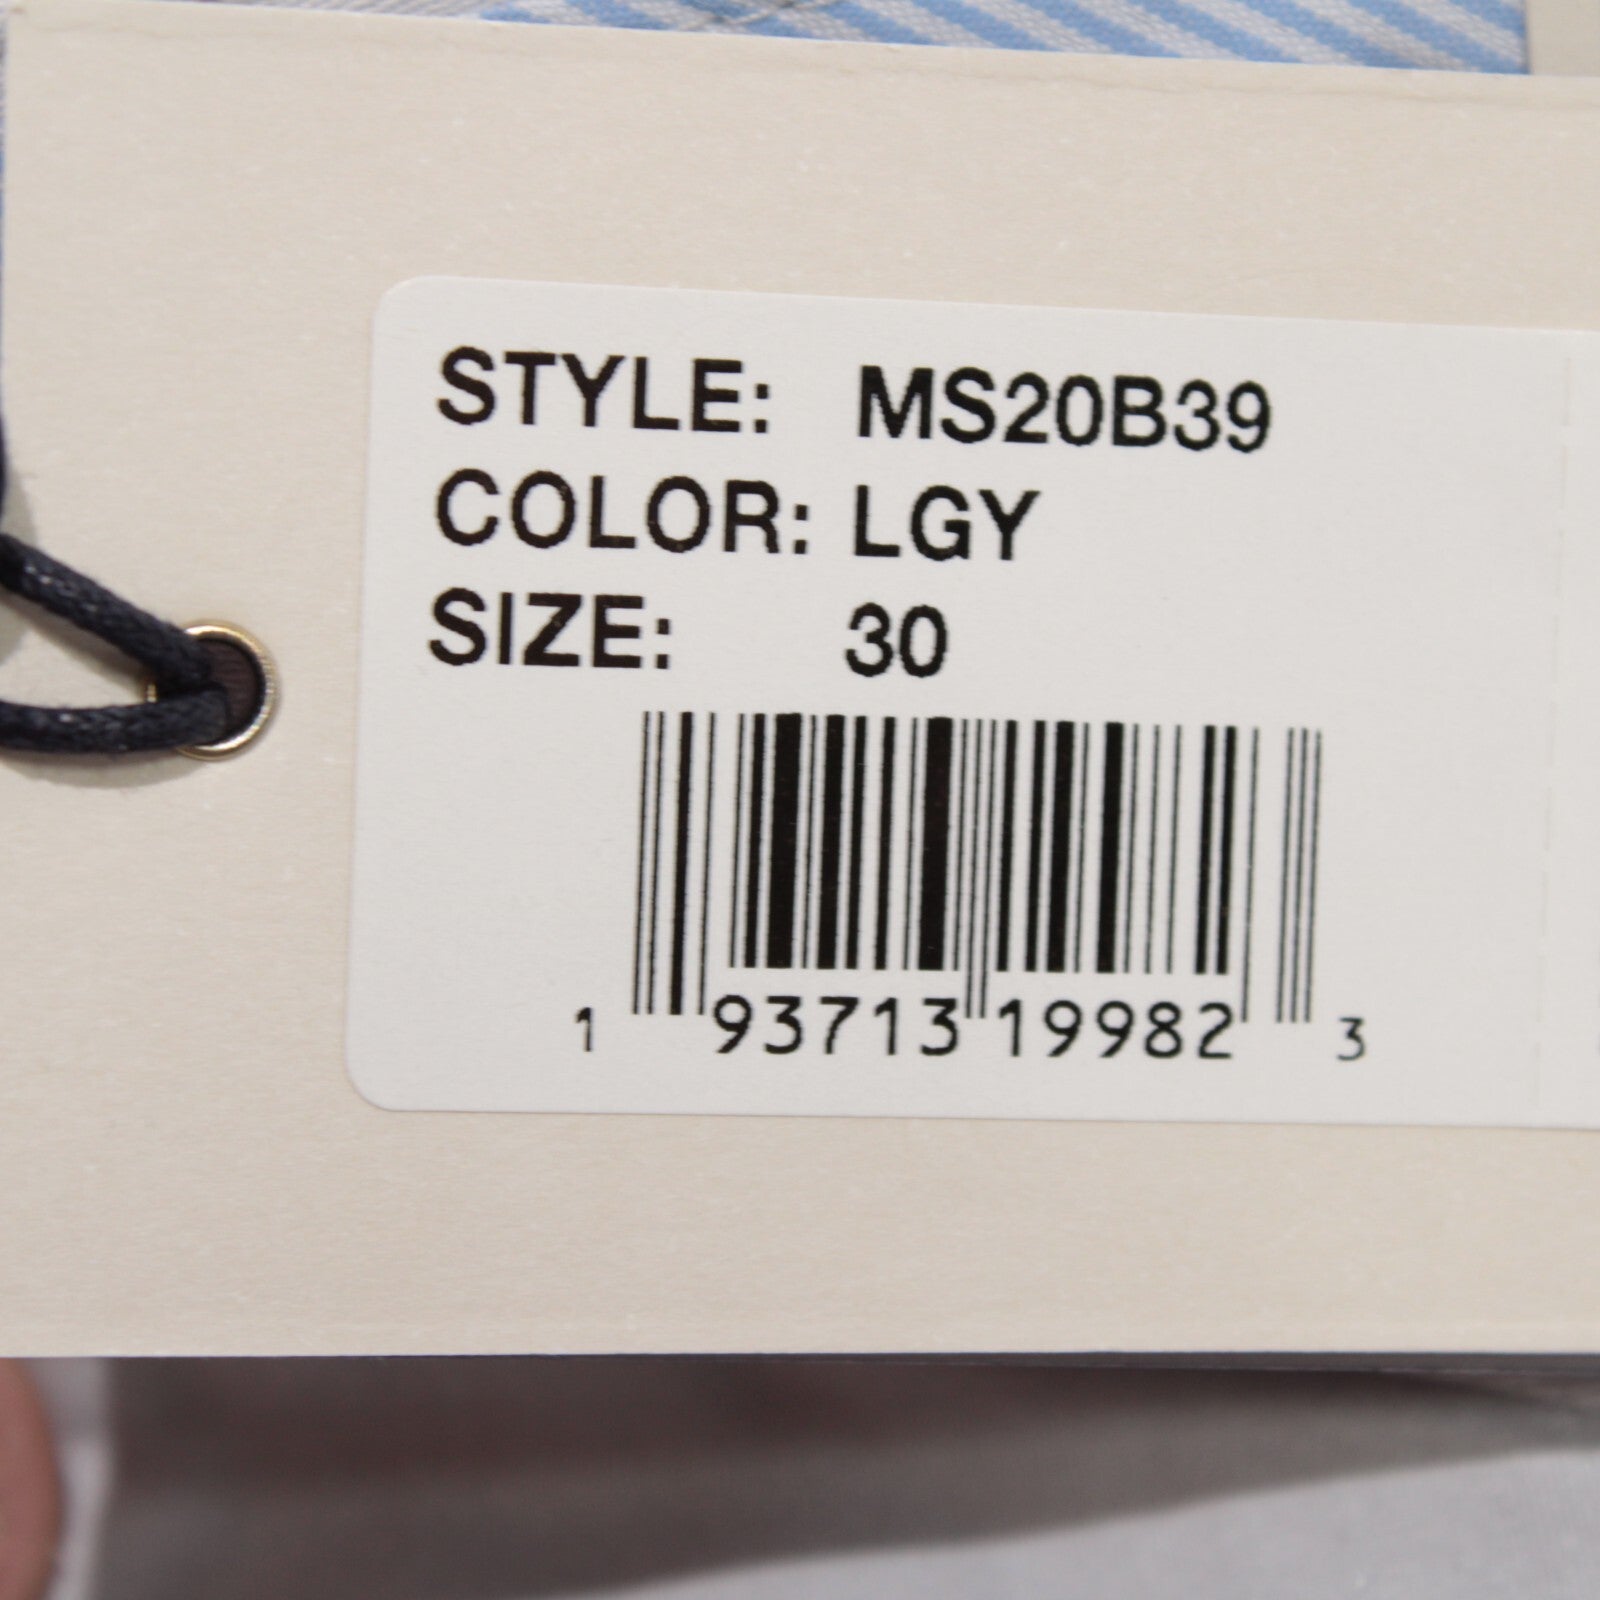 STYLE: MS20B39
COLOR: LGY
SIZE: 30
1 93713 19982 3